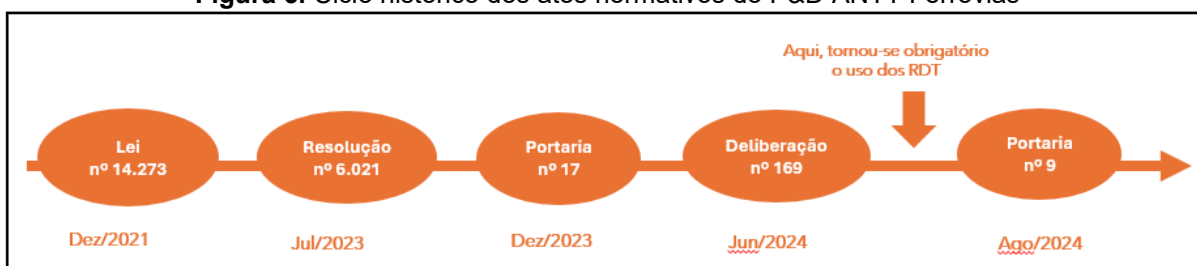 Aqui, tornou-se obrigatório
o uso dos RDT
Lei
nº 14.273
Resolução
nº 6.021
Portaria
nº 17
Deliberação
nº 169
Portaria
nº 9
Dez/2021
Jul/2023
Dez/2023
Jun/2024
Ago/2024